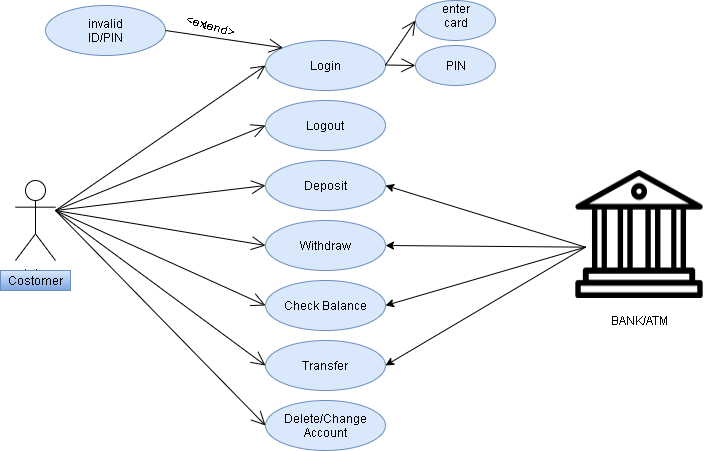 invalid
ID/PIN
<extend>
enter
card
Login
PIN
Logout
Deposit
Withdraw
Costomer
Check Balance
BANK/ATM
Transfer
Delete/Change
Account